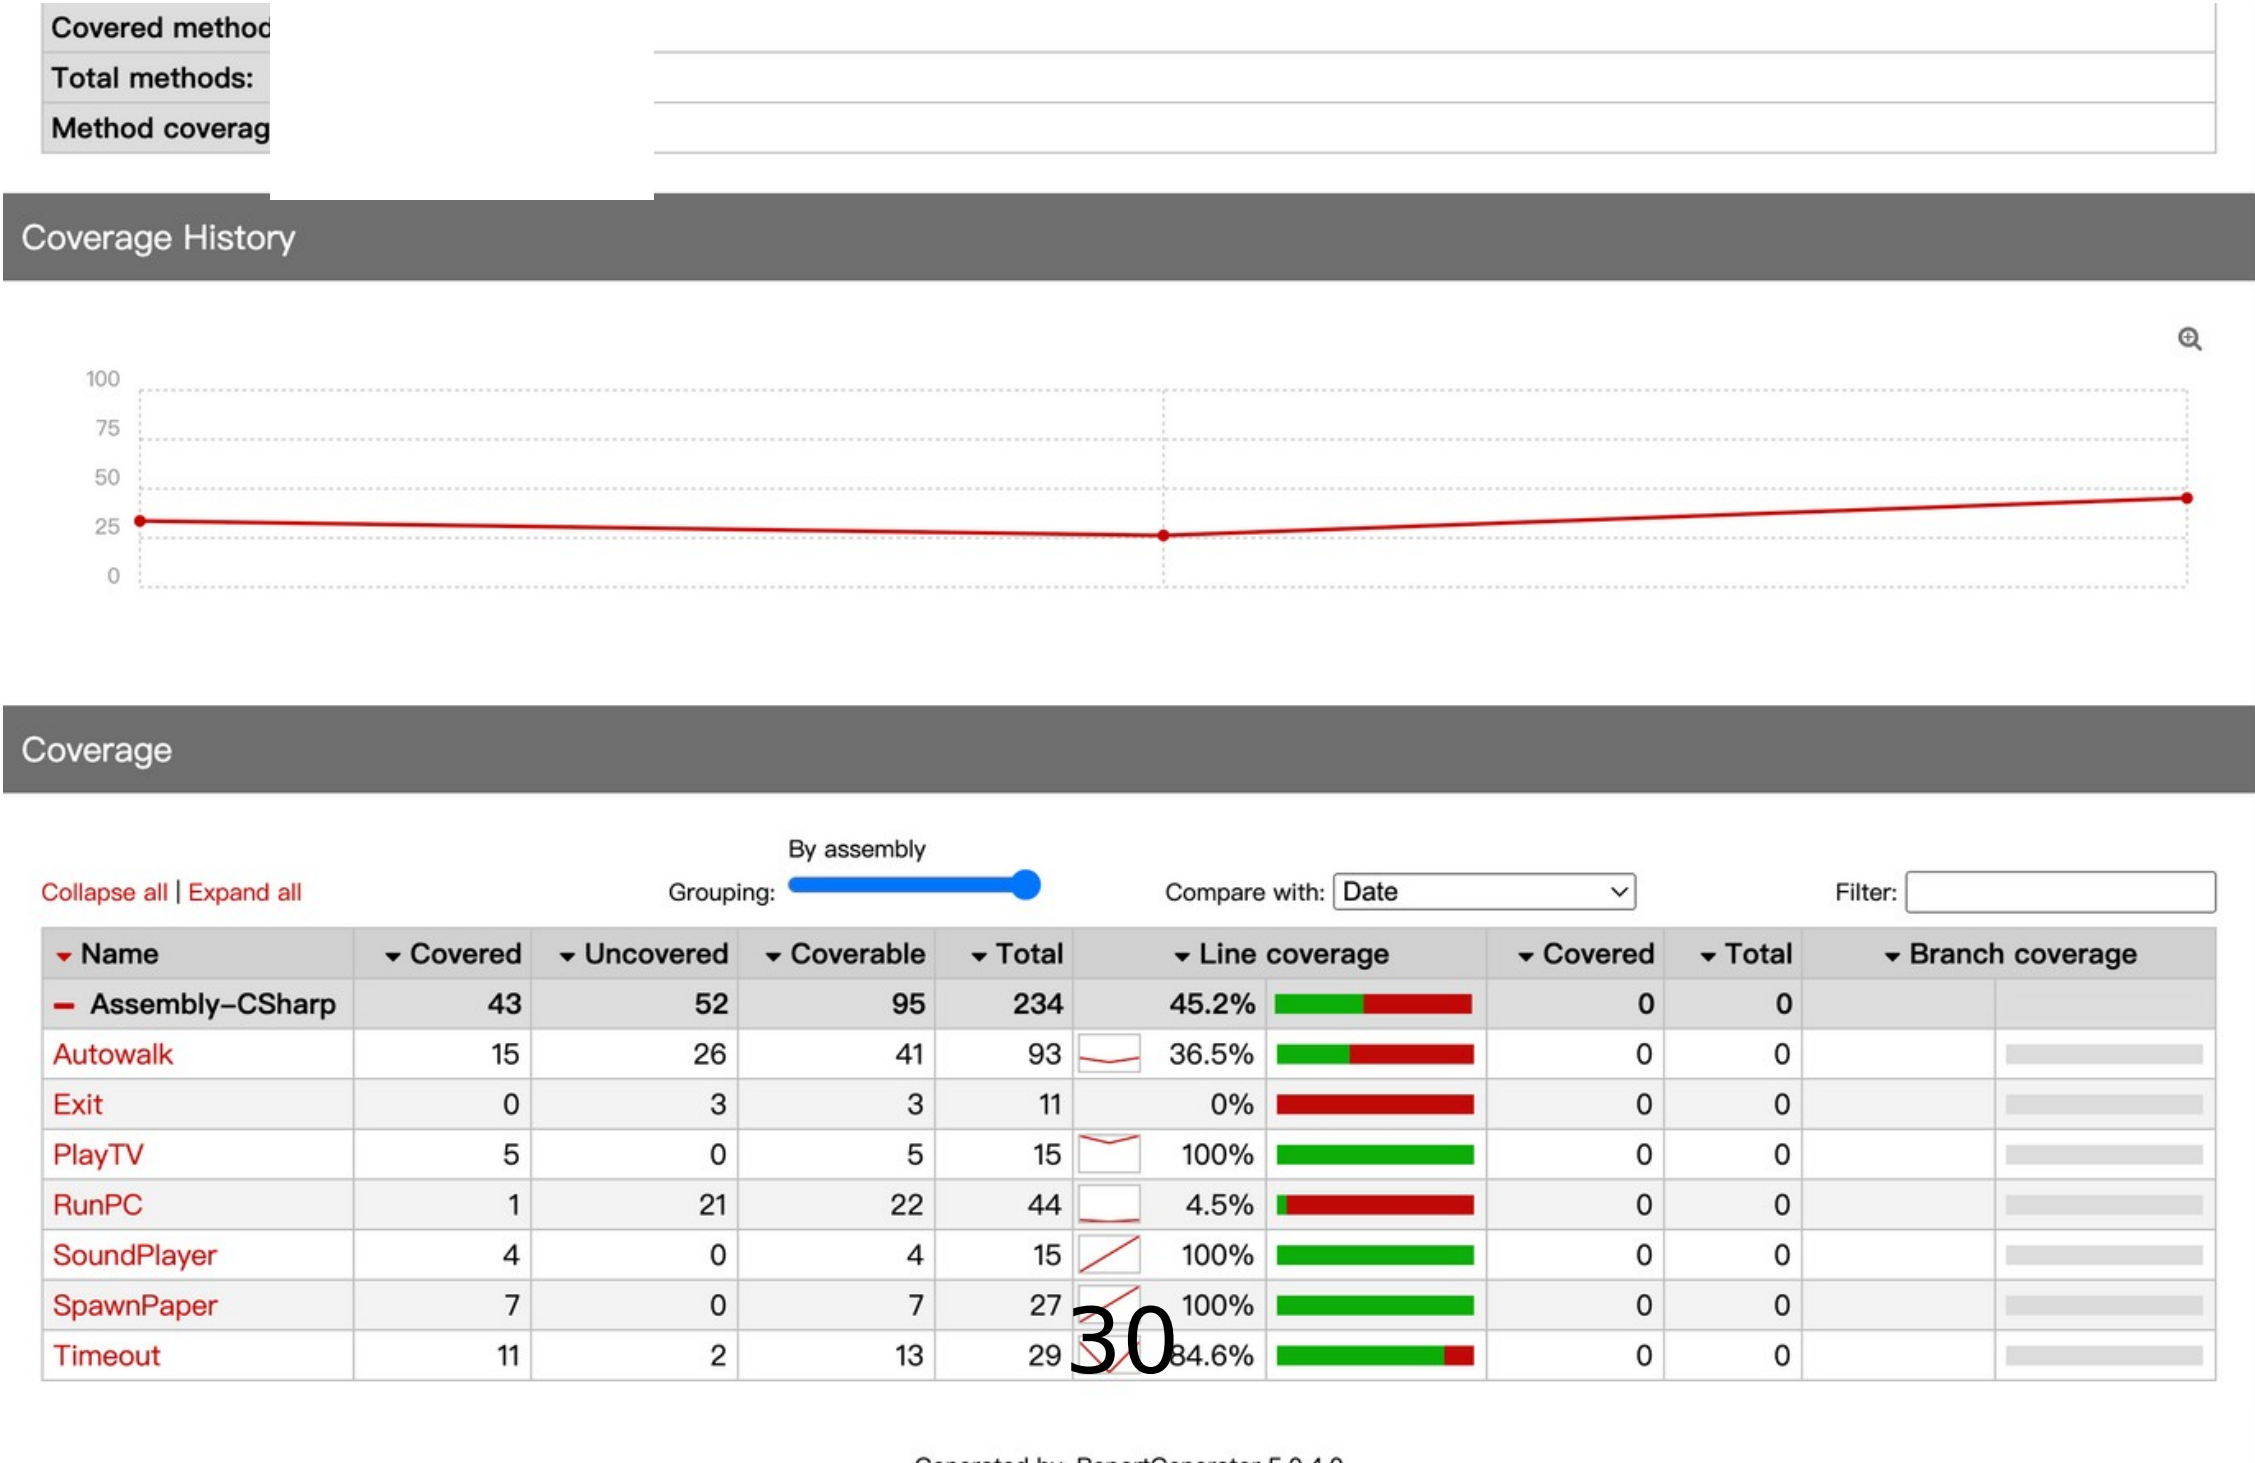 Covered method
Total methods:
Method coverag
Coverage History
100
75
50
25
0
Coverage
By assembly
Collapse all | Expand all Grouping: Compare with: Date Filter:
Name Covered Uncovered Coverable Total Line coverage Covered Total Branch coverage
Assembly-CSharp 43 52 95 234 45.2% 0 0
Autowalk 15 26 41 93 36.5% 0 0
Exit 0 3 3 11 0% 0 0
PlayTV 5 0 5 15 100% 0 0
RunPC 1 21 22 44 4.5% 0 0
SoundPlayer 4 0 4 15 100% 0 0
SpawnPaper 7 0 7 27 100% 0 0
Timeout 11 2 13 29 84.6% 0 0
30